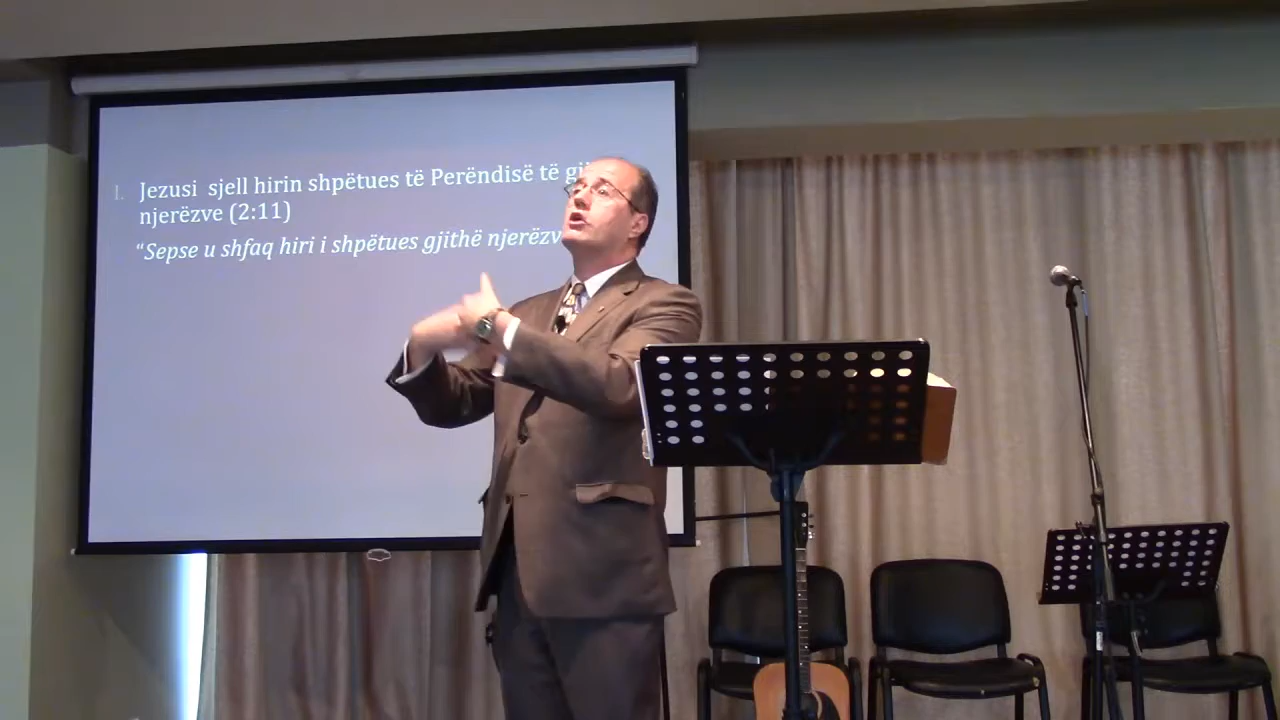 1. Jezusi sjell hirin shpëtues të Perëndisë të
njerëzve (2:11)
“Sepse u shfaq hiri i shpëtues gjithë